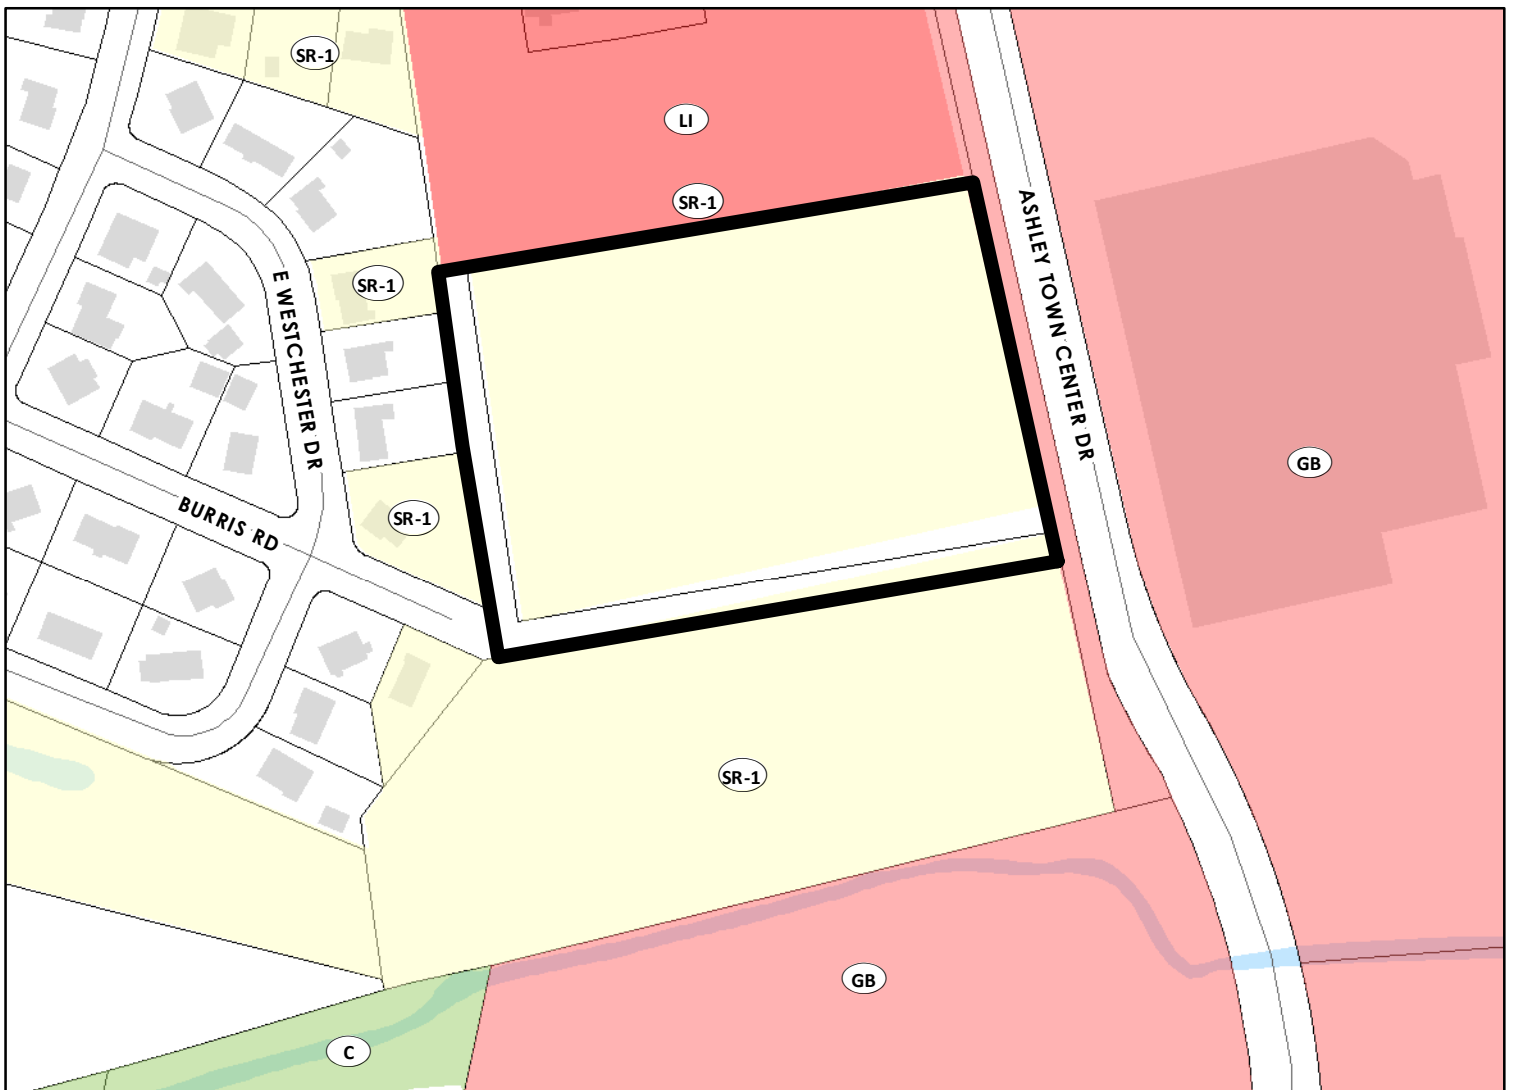 SR-1
LI
SR-1
ASHLEY TOWN CENTER DR
E WESTCHESTER DR
SR-1
GB
BURRIS RD
SR-1
SR-1
GB
C